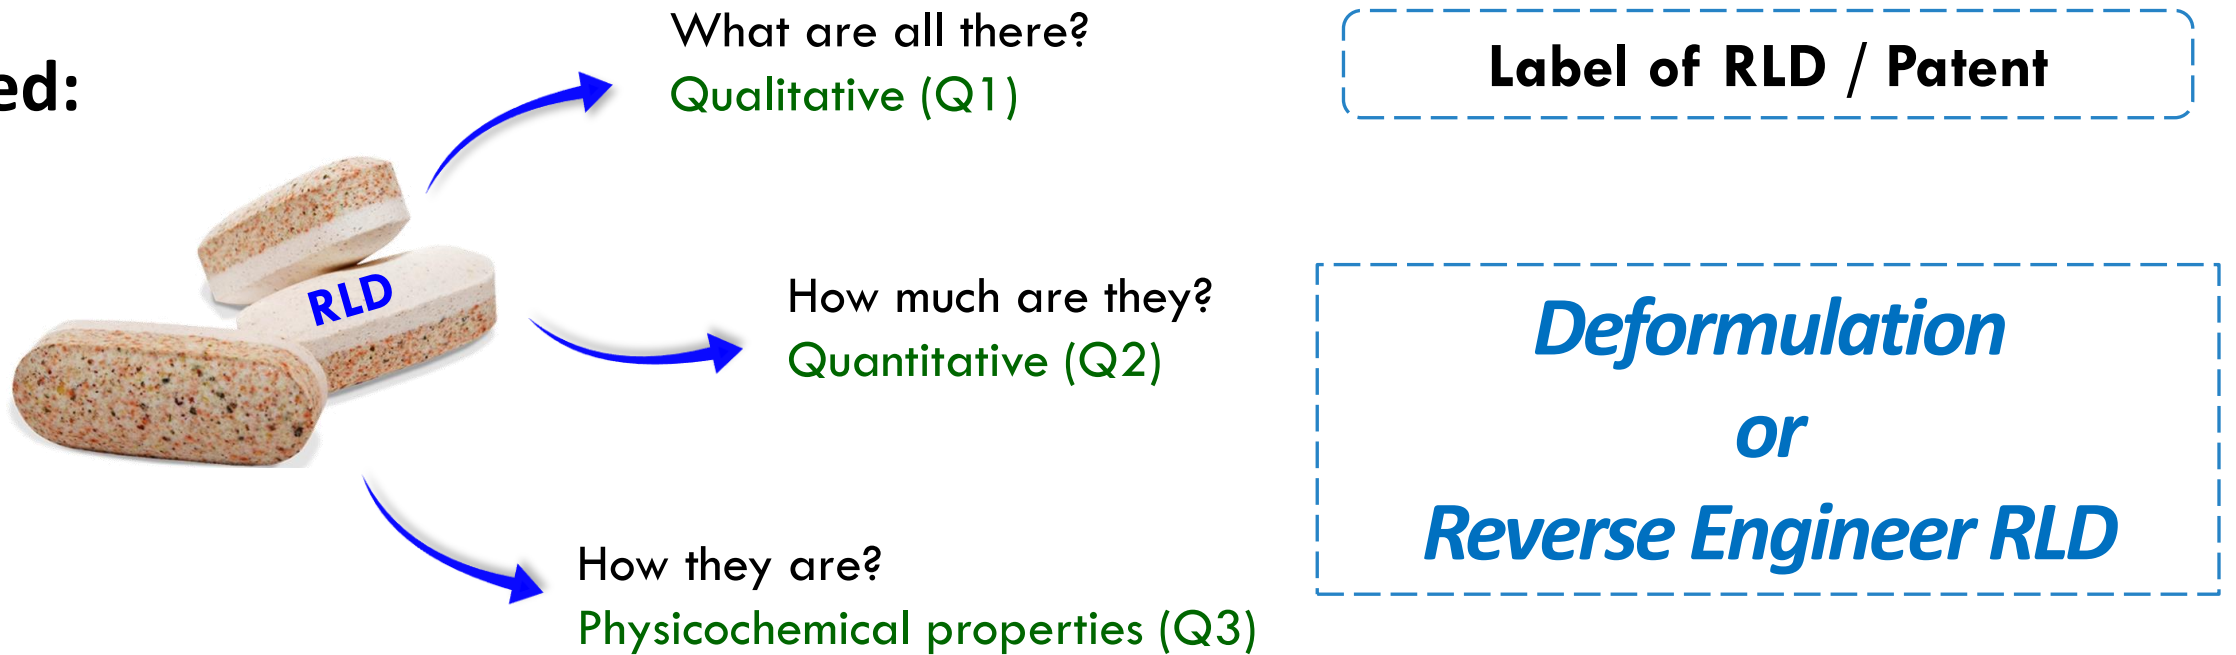 What are all there?
Qualitative (Q1)
Label of RLD / Patent
ed:
RLD
How much are they?
Quantitative (Q2)
Deformulation
or
Reverse Engineer RLD
How they are?
Physicochemical properties (Q3)